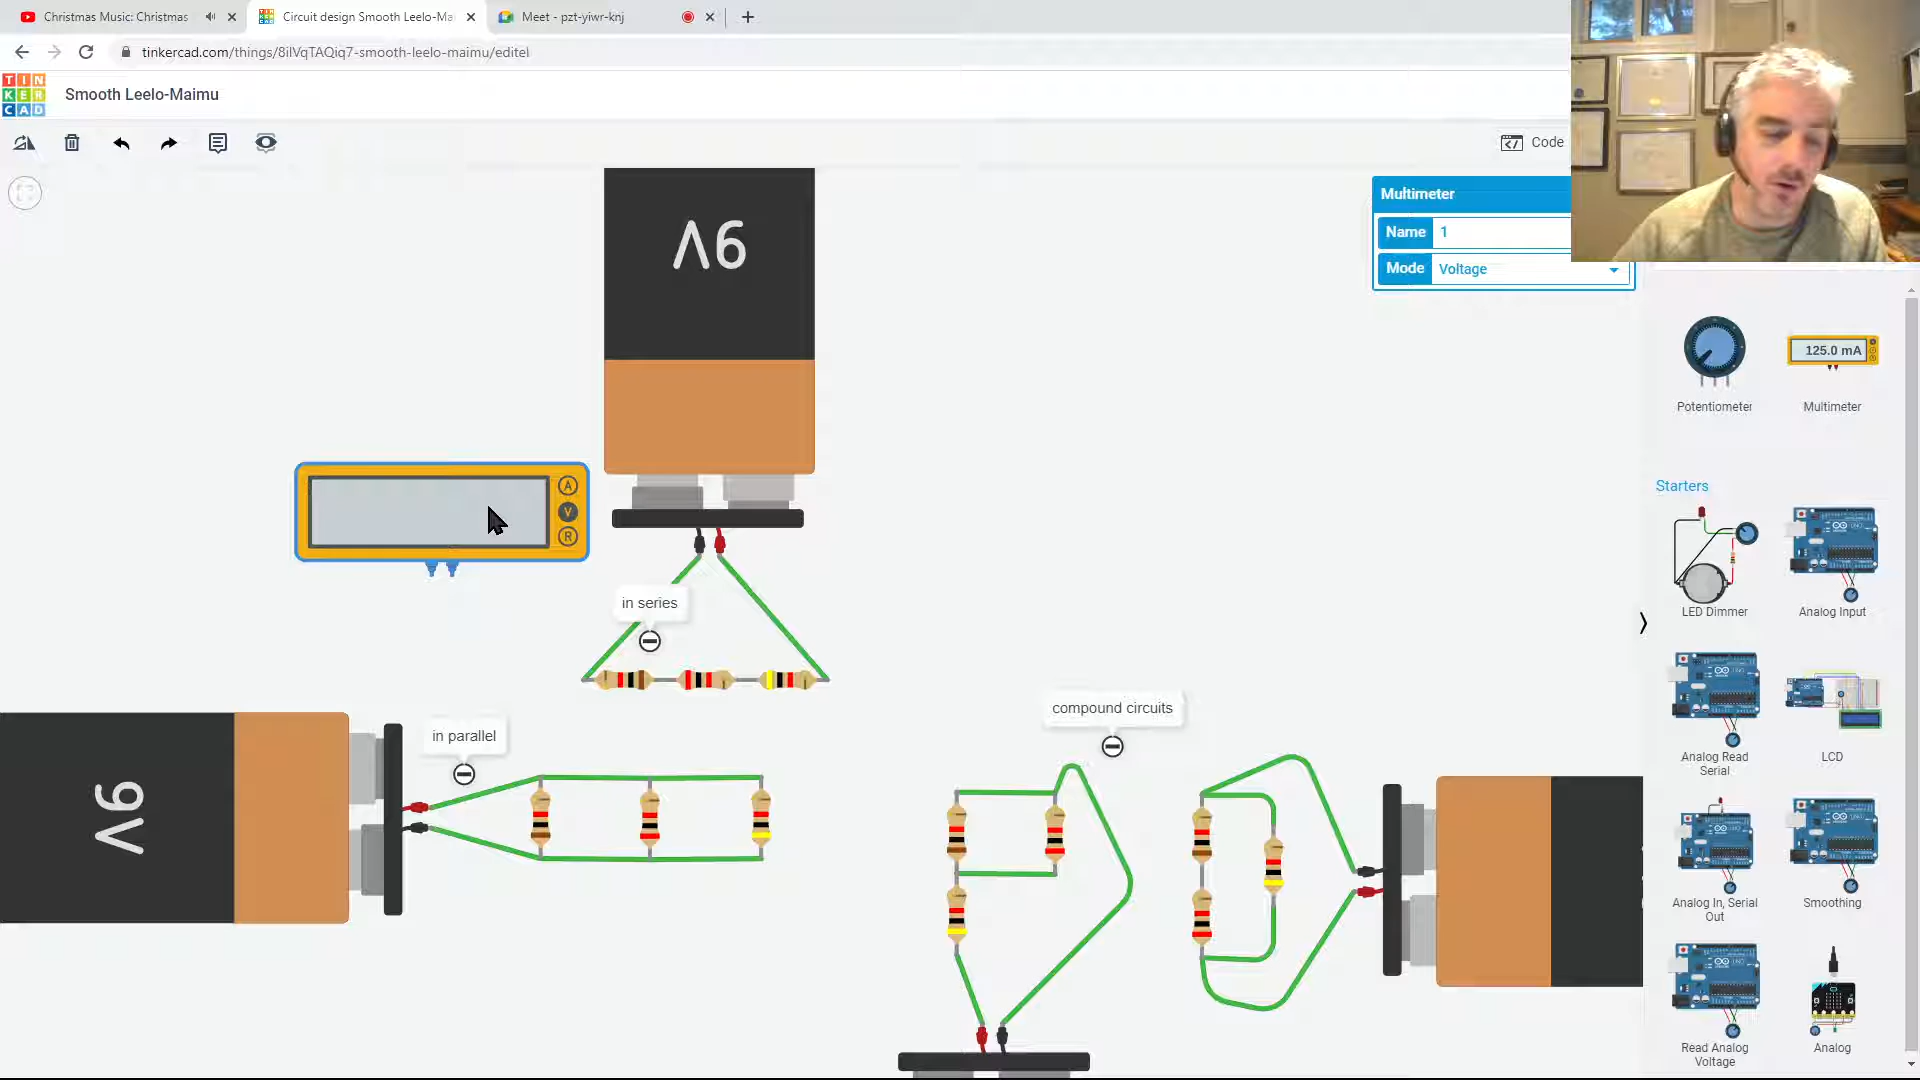 Christmas Music: Christmas
Circuit design Smooth Leelo-Ma
Meet - pzt-yiwr-knj
tinkercad.com/things/8ilVqTAQiq7-smooth-leelo-maimu/editel
TIN
KER
CAD
Smooth Leelo-Maimu
Code
Multimeter
Name 1
Mode Voltage
9V
A
V
R
125.0 mA
Potentiometer
Multimeter
Starters
in series
LED Dimmer
Analog Input
compound circuits
in parallel
9V
Analog Read
Serial
LCD
Analog In, Serial
Out
Smoothing
Read Analog
Voltage
Analog